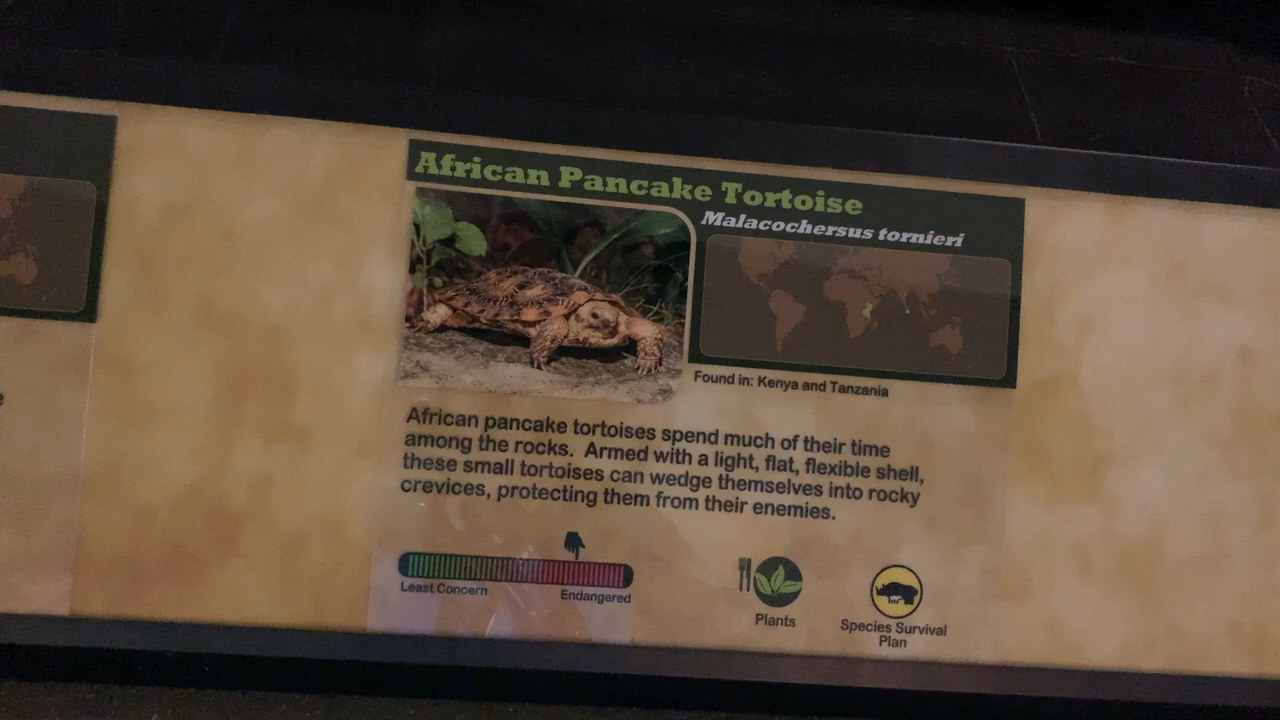 African Pancake Tortoise
Malacochersus tornieri
Found in: Kenya and Tanzania
African pancake tortoises spend much of their time
among the rocks. Armed with a light, flat, flexible shell,
these small tortoises can wedge themselves into rocky
crevices, protecting them from their enemies.
Least Concern
Endangered
Plants
Species Survival
Plan